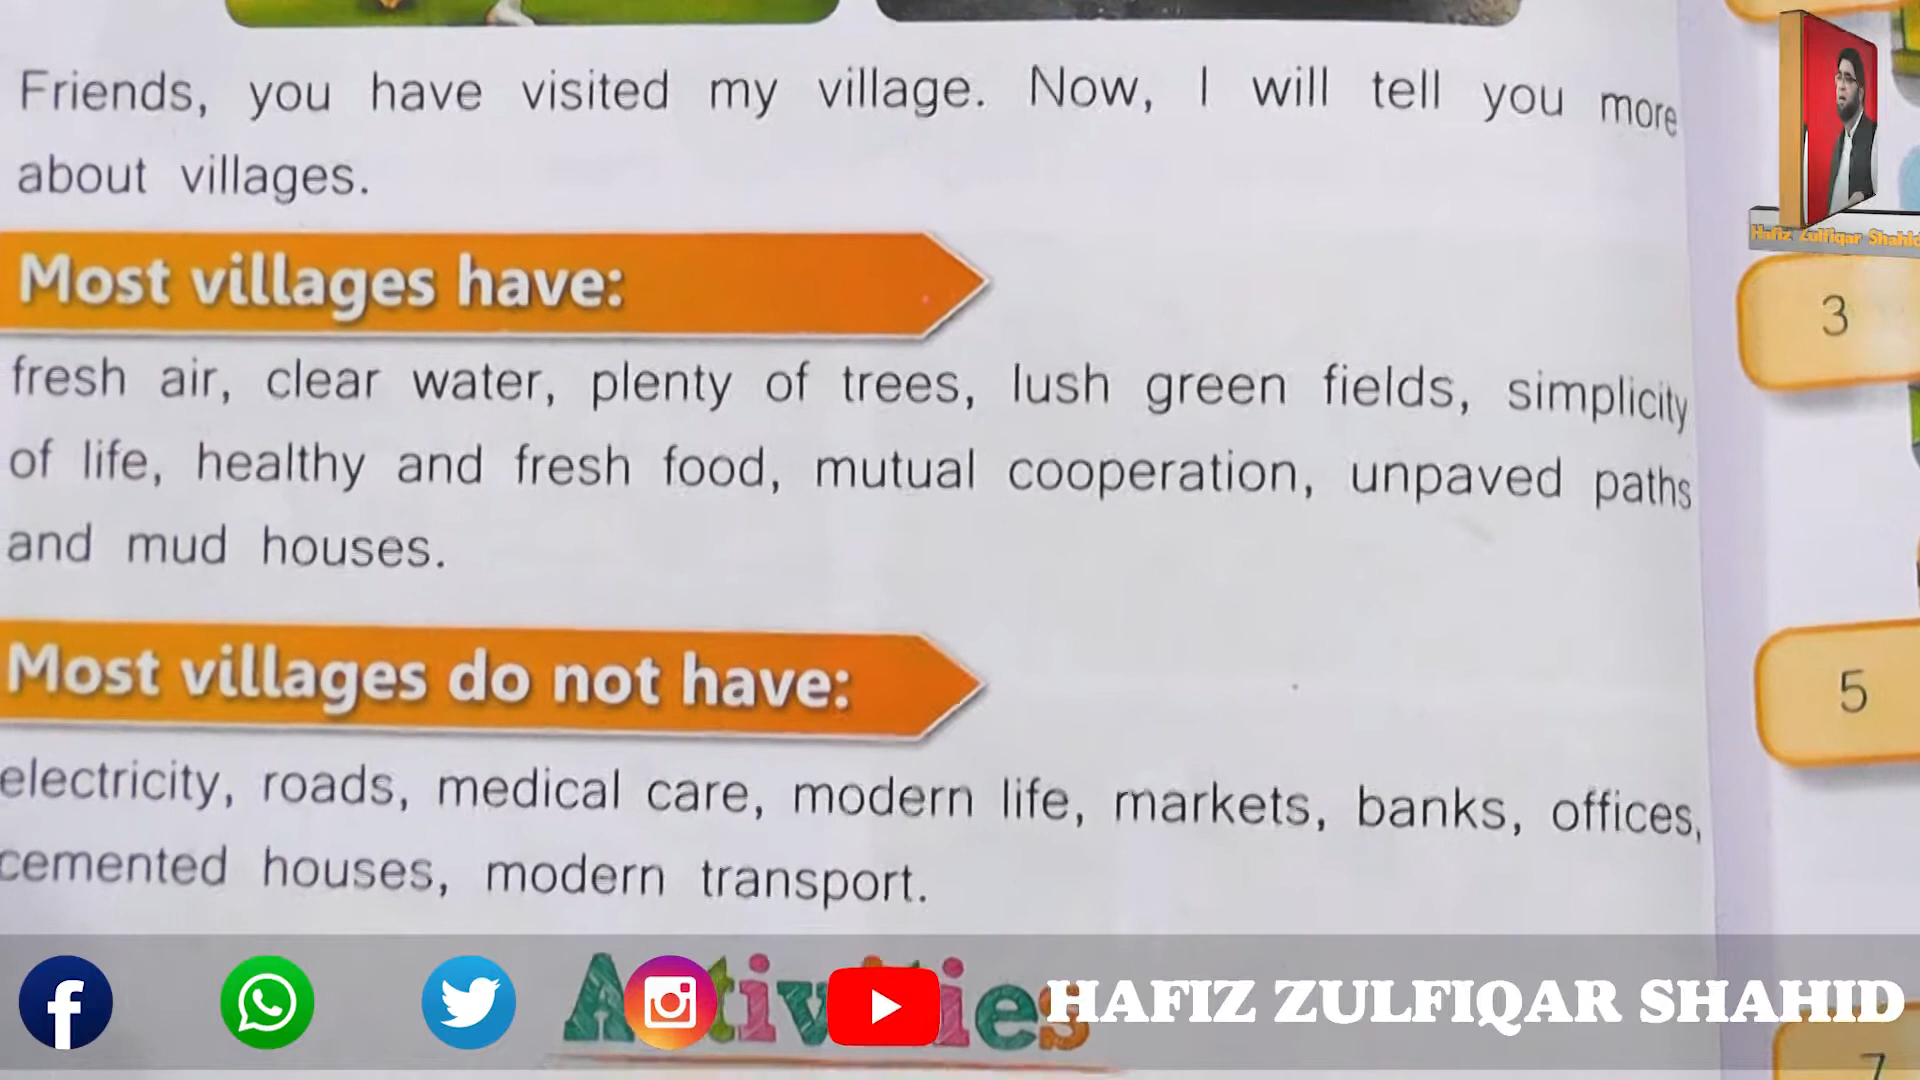 Friends, you have visited my village. Now, I will tell you more
about villages.
Most villages have:
fresh air, clear water, plenty of trees, lush green fields, simplicity
of life, healthy and fresh food, mutual cooperation, unpaved paths
and mud houses.
Most villages do not have:
electricity, roads, medical care, modern life, markets, banks, offices,
cemented houses, modern transport.
Activities
HAFIZ ZULFIQAR SHAHID
Hafiz Zulfiqar Shahid
3
5
7